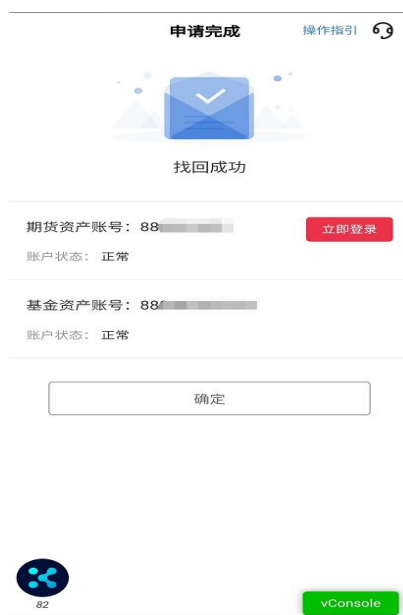 申请完成
操作指引
找回成功
期货资产账号：88
立即登录
账户状态： 正常
基金资产账号：88
账户状态： 正常
确定
82
vConsole